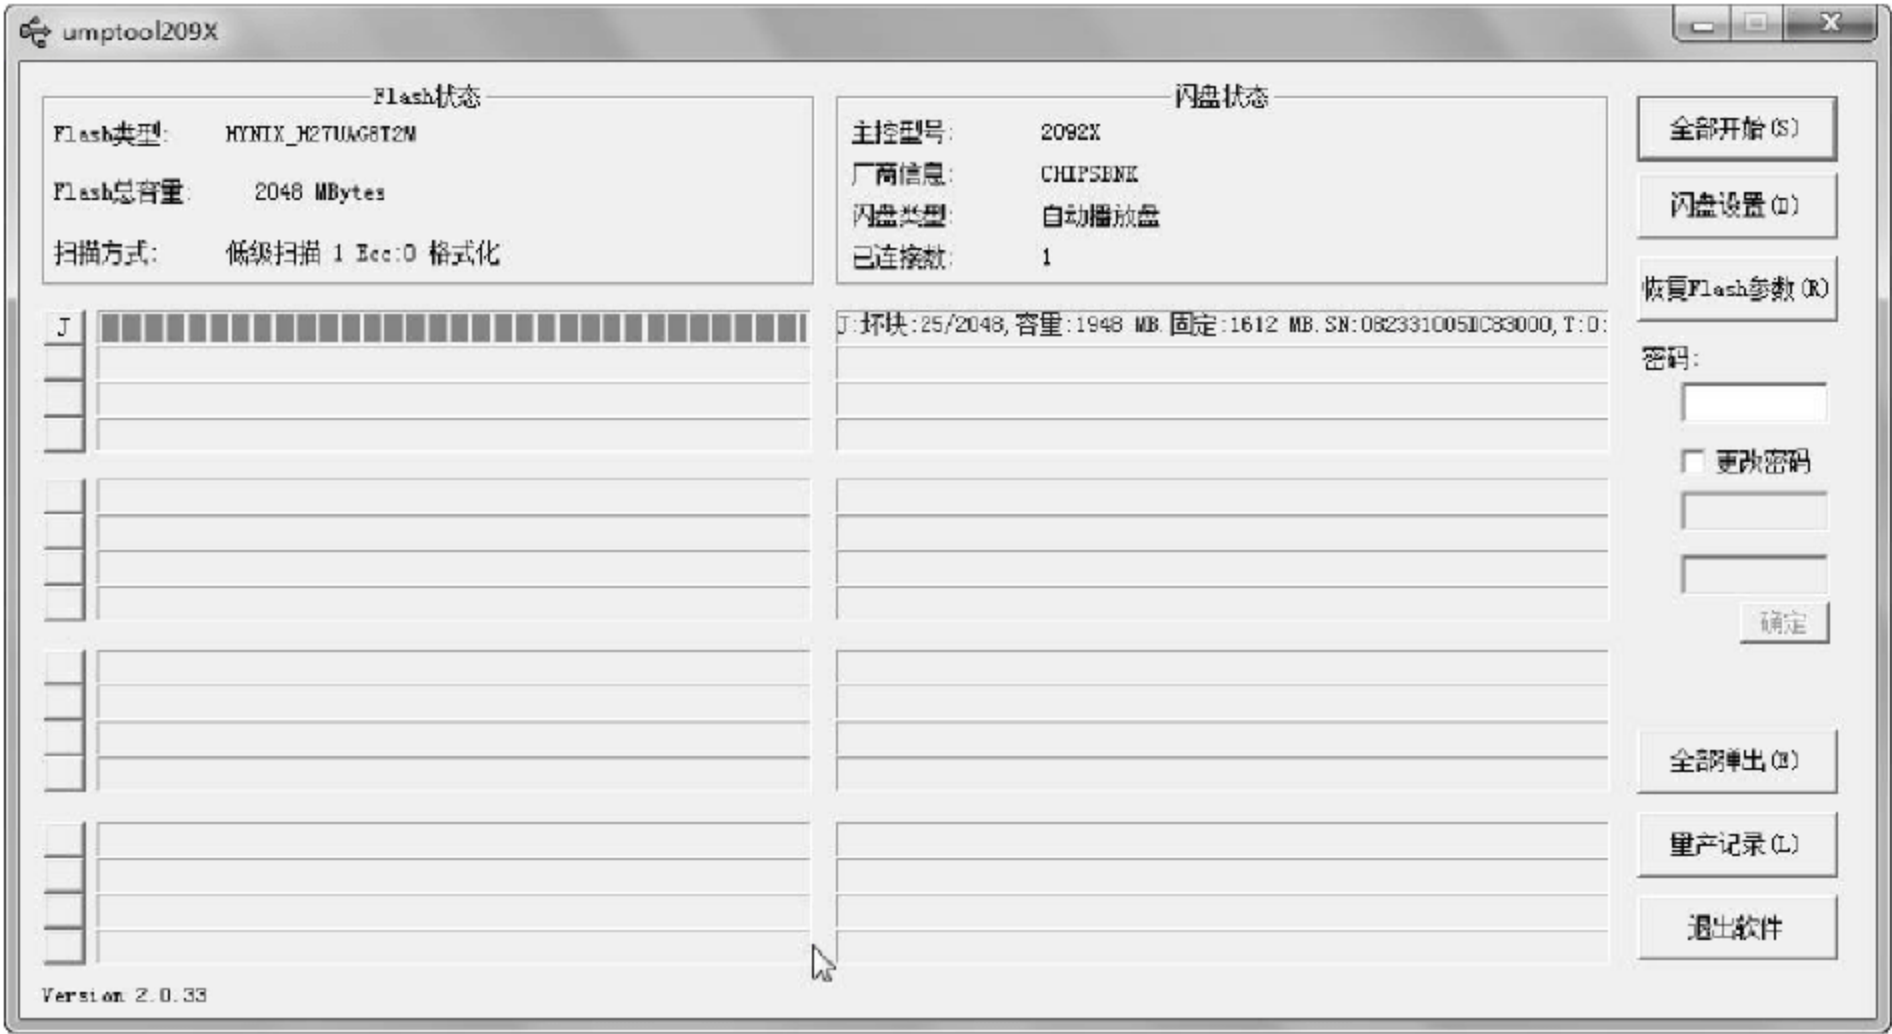 umptool209X
Flash状态
Flash类型: HYNIX_H27UAG8T2M
Flash总容量: 2048 MBytes
扫描方式: 低级扫描 1 Ecc:0 格式化
闪盘状态
主控型号: 2092X
厂商信息: CHIPSBNK
闪盘类型: 自动播放盘
已连接数: 1
J
J:坏块:25/2048,容量:1948 MB.固定:1612 MB.SN:082331005DC83000,T:0:
全部开始(S)
闪盘设置(D)
恢复Flash参数(R)
密码:
更改密码
确定
全部弹出(E)
量产记录(L)
退出软件
Version 2.0.33